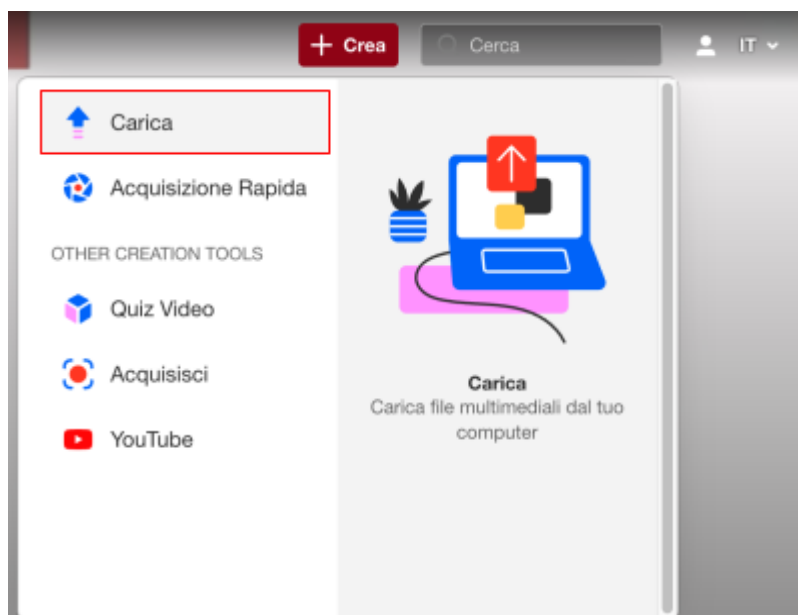 + Crea
Cerca
IT
Carica
Acquisizione Rapida
OTHER CREATION TOOLS
Quiz Video
Acquisisci
YouTube
Carica
Carica file multimediali dal tuo
computer